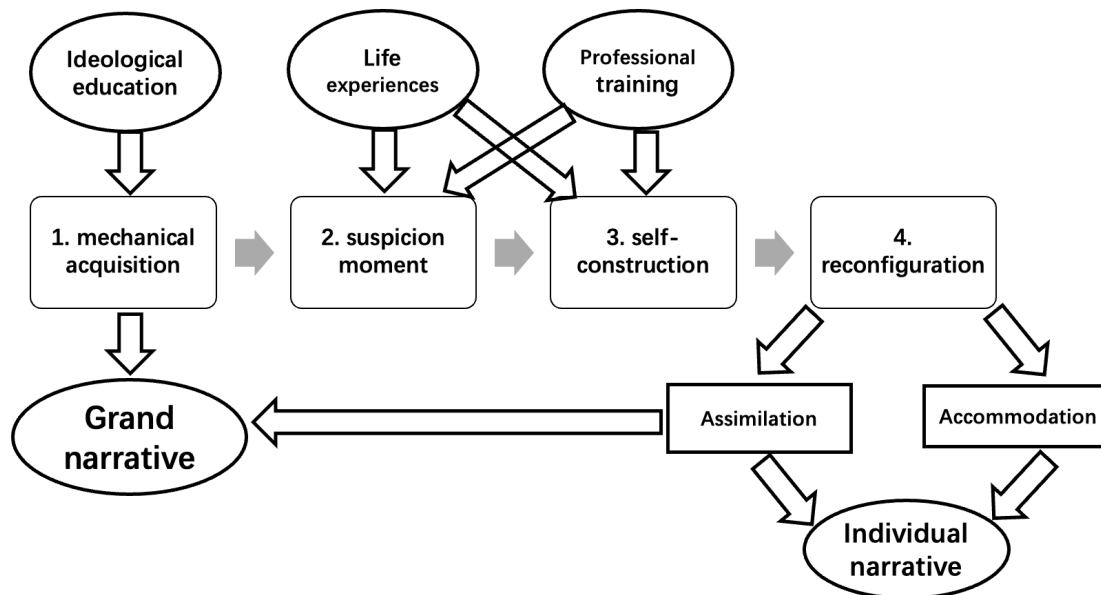 Ideological
education
Life
experiences
Professional
training
1. mechanical
acquisition
2. suspicion
moment
3. self-
construction
4.
reconfiguration
Grand
narrative
Assimilation
Accommodation
Individual
narrative